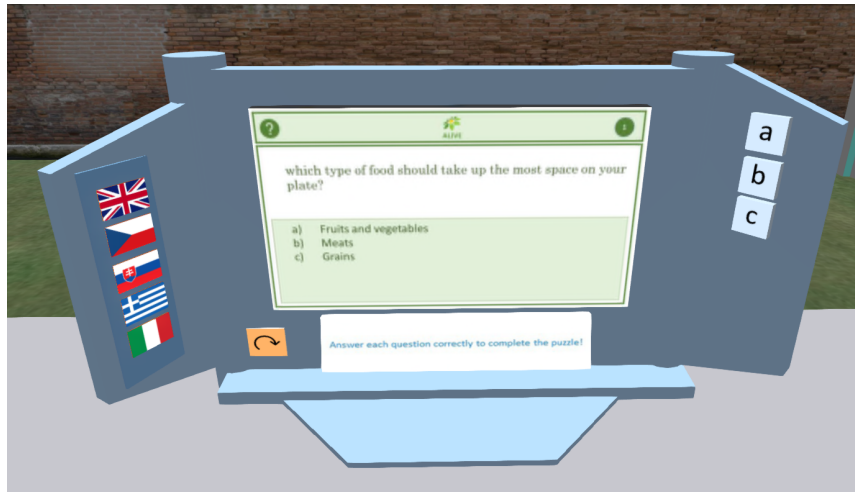 ?
ALIVE
which type of food should take up the most space on your
plate?
a) Fruits and vegetables
b) Meats
c) Grains
a
b
c
Answer each question correctly to complete the puzzle!